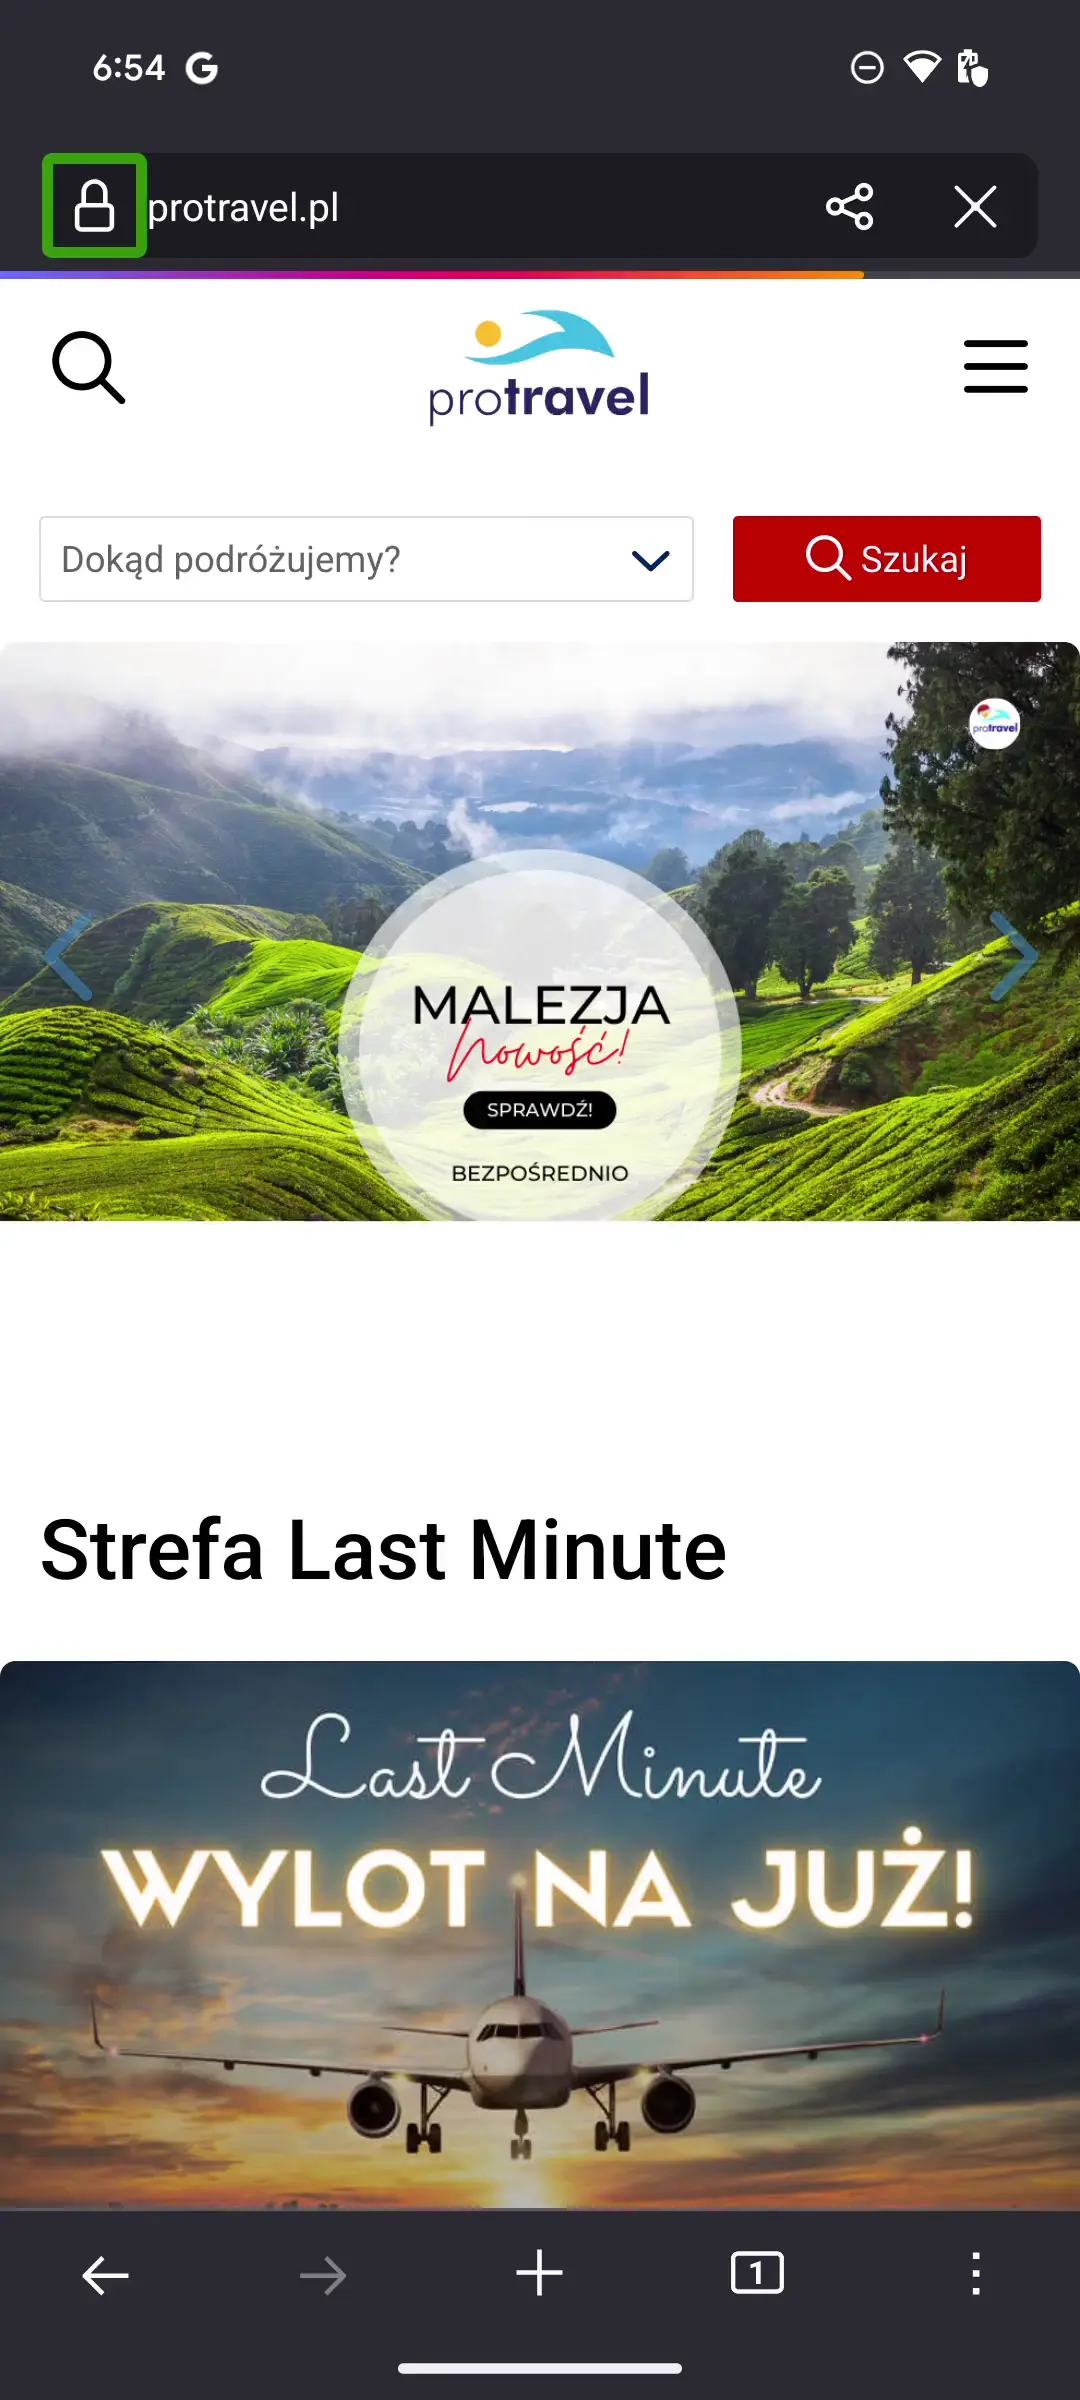 6:54
protravel.pl
protravel
Dokąd podróżujemy?
Szukaj
protravel
MALEZJA
Nowość!
SPRAWDŹ!
BEZPOŚREDNIO
Strefa Last Minute
Last Minute
WYLOT NA JUŻ!
1